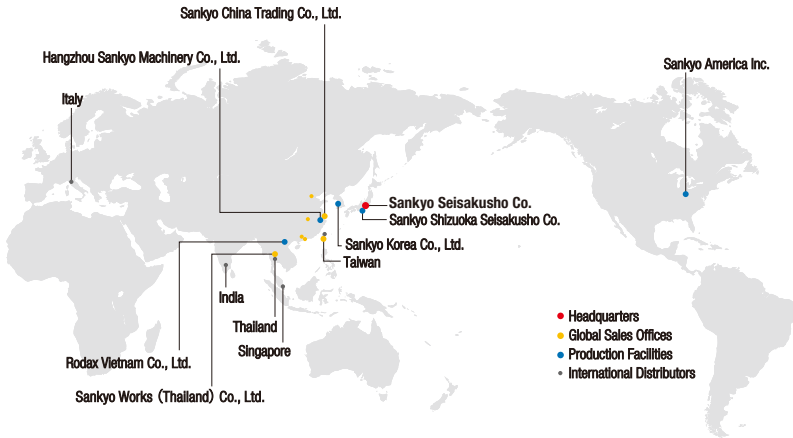 Sankyo China Trading Co., Ltd.
Hangzhou Sankyo Machinery Co., Ltd.
Sankyo America Inc.
Italy
Sankyo Seisakusho Co.
Sankyo Shizuoka Seisakusho Co.
Sankyo Korea Co., Ltd.
Taiwan
India
Thailand
Singapore
Rodax Vietnam Co., Ltd.
Sankyo Works (Thailand) Co., Ltd.
Headquarters
Global Sales Offices
Production Facilities
International Distributors